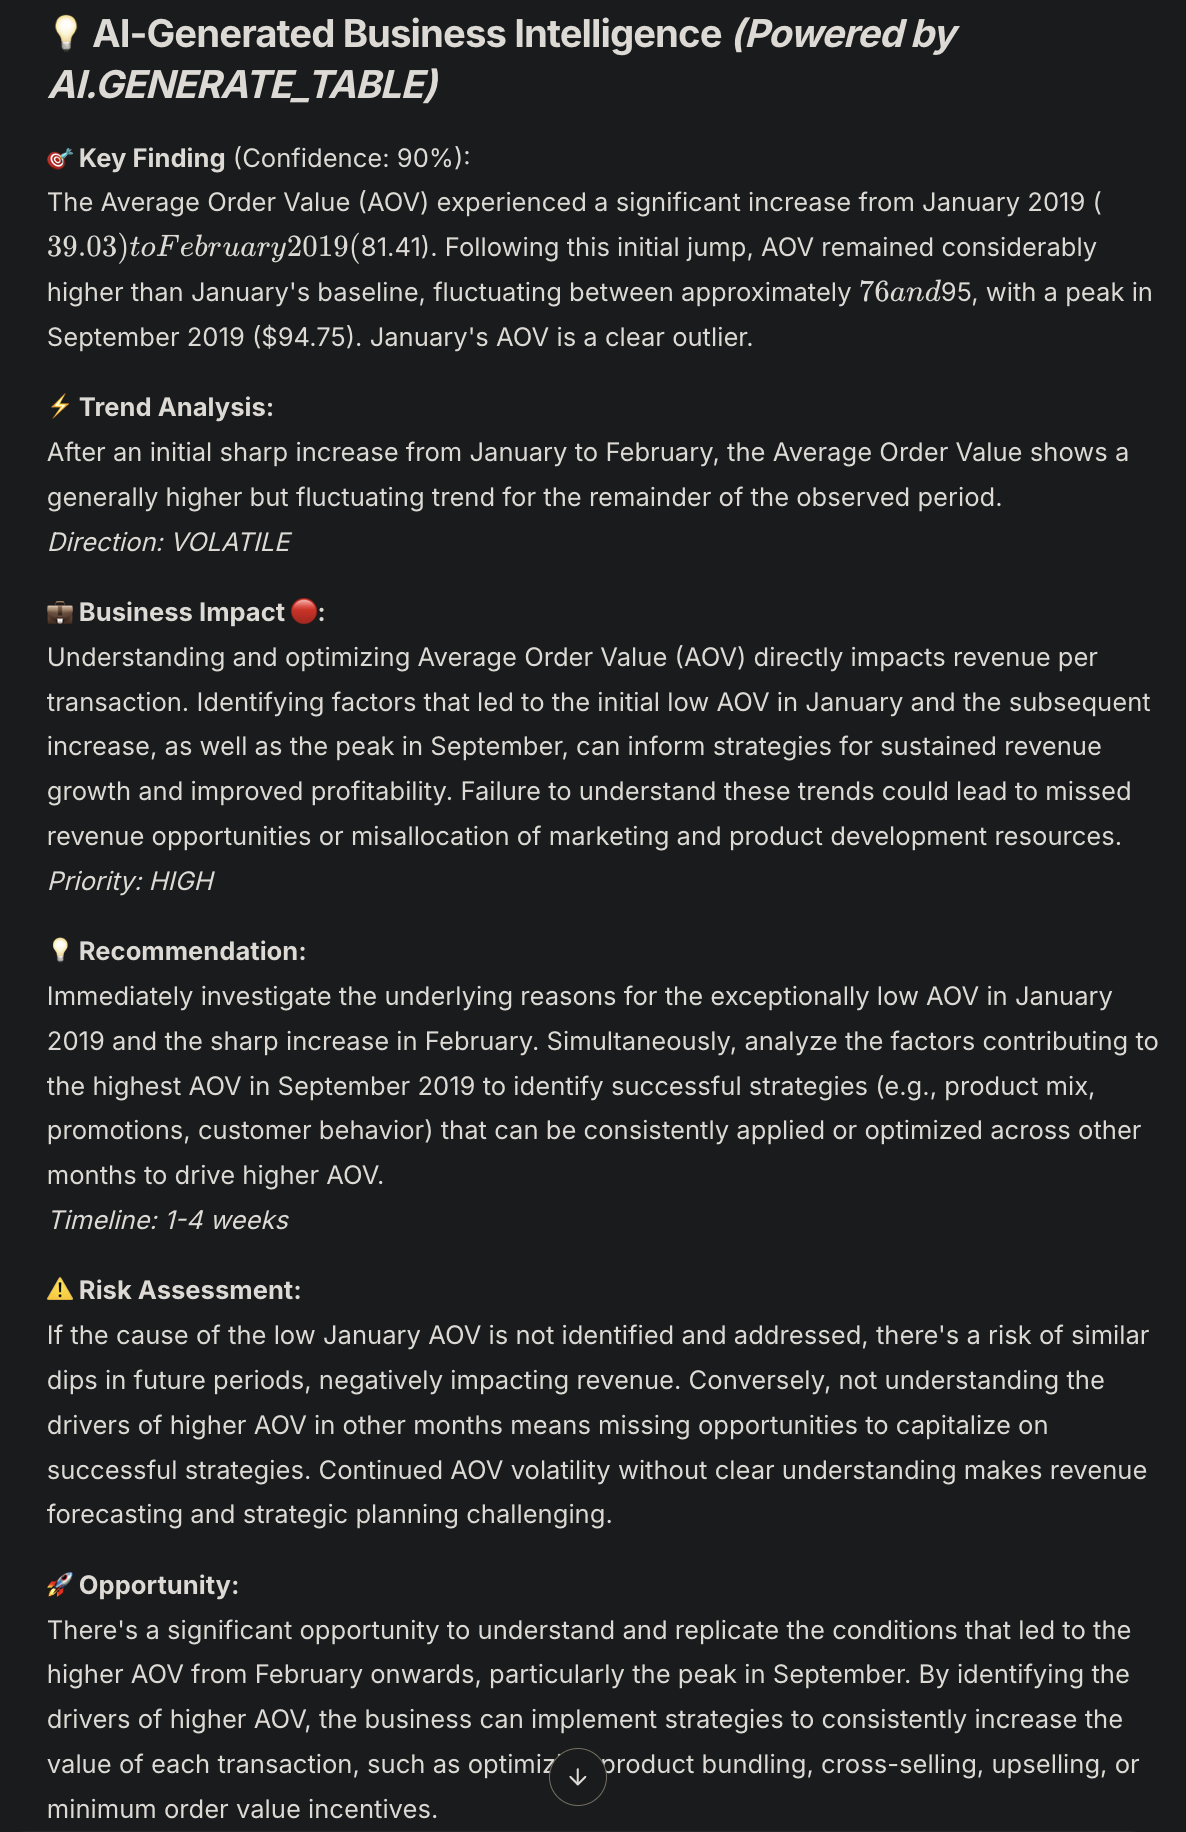 💡 AI-Generated Business Intelligence (Powered by
AI.GENERATE_TABLE)
🎯 Key Finding (Confidence: 90%):
The Average Order Value (AOV) experienced a significant increase from January 2019 (
39.03)toFebruary2019(81.41). Following this initial jump, AOV remained considerably
higher than January's baseline, fluctuating between approximately 76and95, with a peak in
September 2019 ($94.75). January's AOV is a clear outlier.
⚡ Trend Analysis:
After an initial sharp increase from January to February, the Average Order Value shows a
generally higher but fluctuating trend for the remainder of the observed period.
Direction: VOLATILE
💼 Business Impact 🔴:
Understanding and optimizing Average Order Value (AOV) directly impacts revenue per
transaction. Identifying factors that led to the initial low AOV in January and the subsequent
increase, as well as the peak in September, can inform strategies for sustained revenue
growth and improved profitability. Failure to understand these trends could lead to missed
revenue opportunities or misallocation of marketing and product development resources.
Priority: HIGH
💡 Recommendation:
Immediately investigate the underlying reasons for the exceptionally low AOV in January
2019 and the sharp increase in February. Simultaneously, analyze the factors contributing to
the highest AOV in September 2019 to identify successful strategies (e.g., product mix,
promotions, customer behavior) that can be consistently applied or optimized across other
months to drive higher AOV.
Timeline: 1-4 weeks
⚠️ Risk Assessment:
If the cause of the low January AOV is not identified and addressed, there's a risk of similar
dips in future periods, negatively impacting revenue. Conversely, not understanding the
drivers of higher AOV in other months means missing opportunities to capitalize on
successful strategies. Continued AOV volatility without clear understanding makes revenue
forecasting and strategic planning challenging.
🚀 Opportunity:
There's a significant opportunity to understand and replicate the conditions that led to the
higher AOV from February onwards, particularly the peak in September. By identifying the
drivers of higher AOV, the business can implement strategies to consistently increase the
value of each transaction, such as product bundling, cross-selling, upselling, or
minimum order value incentives.